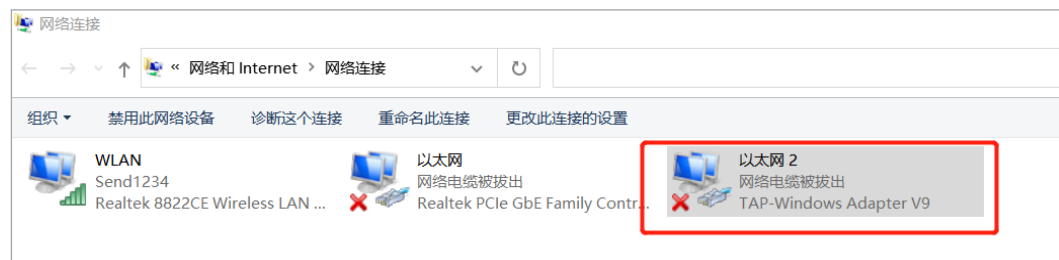 网络连接
« 网络和 Internet > 网络连接
组织 禁用此网络设备 诊断这个连接 重命名此连接 更改此连接的设置
WLAN
Send1234
Realtek 8822CE Wireless LAN ...
以太网
网络电缆被拔出
Realtek PCIe GbE Family Contr...
以太网 2
网络电缆被拔出
TAP-Windows Adapter V9